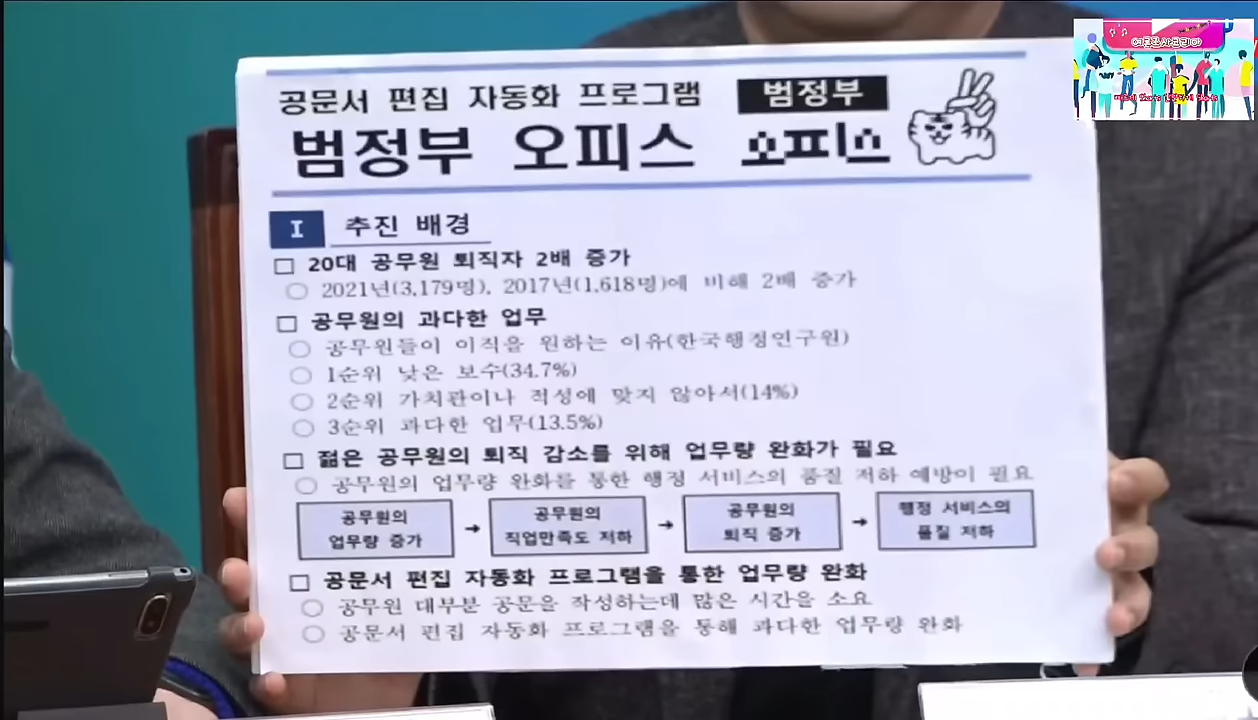 공문서 편집 자동화 프로그램
범정부 오피스
범정부
오피스
I 추진 배경
□ 20대 공무원 퇴직자 2배 증가
○ 2021년(3,179명), 2017년(1,618명)에 비해 2배 증가
□ 공무원의 과다한 업무
○ 공무원들이 이직을 원하는 이유(한국행정연구원)
○ 1순위 낮은 보수(34.7%)
○ 2순위 가치관이나 적성에 맞지 않아서(14%)
○ 3순위 과다한 업무(13.5%)
□ 젊은 공무원의 퇴직 감소를 위해 업무량 완화가 필요
○ 공무원의 업무량 완화를 통한 행정 서비스의 품질 저하 예방이 필요
공무원의
업무량 증가
→
공무원의
직업만족도 저하
→
공무원의
퇴직 증가
→
행정 서비스의
품질 저하
□ 공문서 편집 자동화 프로그램을 통한 업무량 완화
○ 공무원 대부분 공문을 작성하는데 많은 시간을 소요
○ 공문서 편집 자동화 프로그램을 통해 과다한 업무량 완화